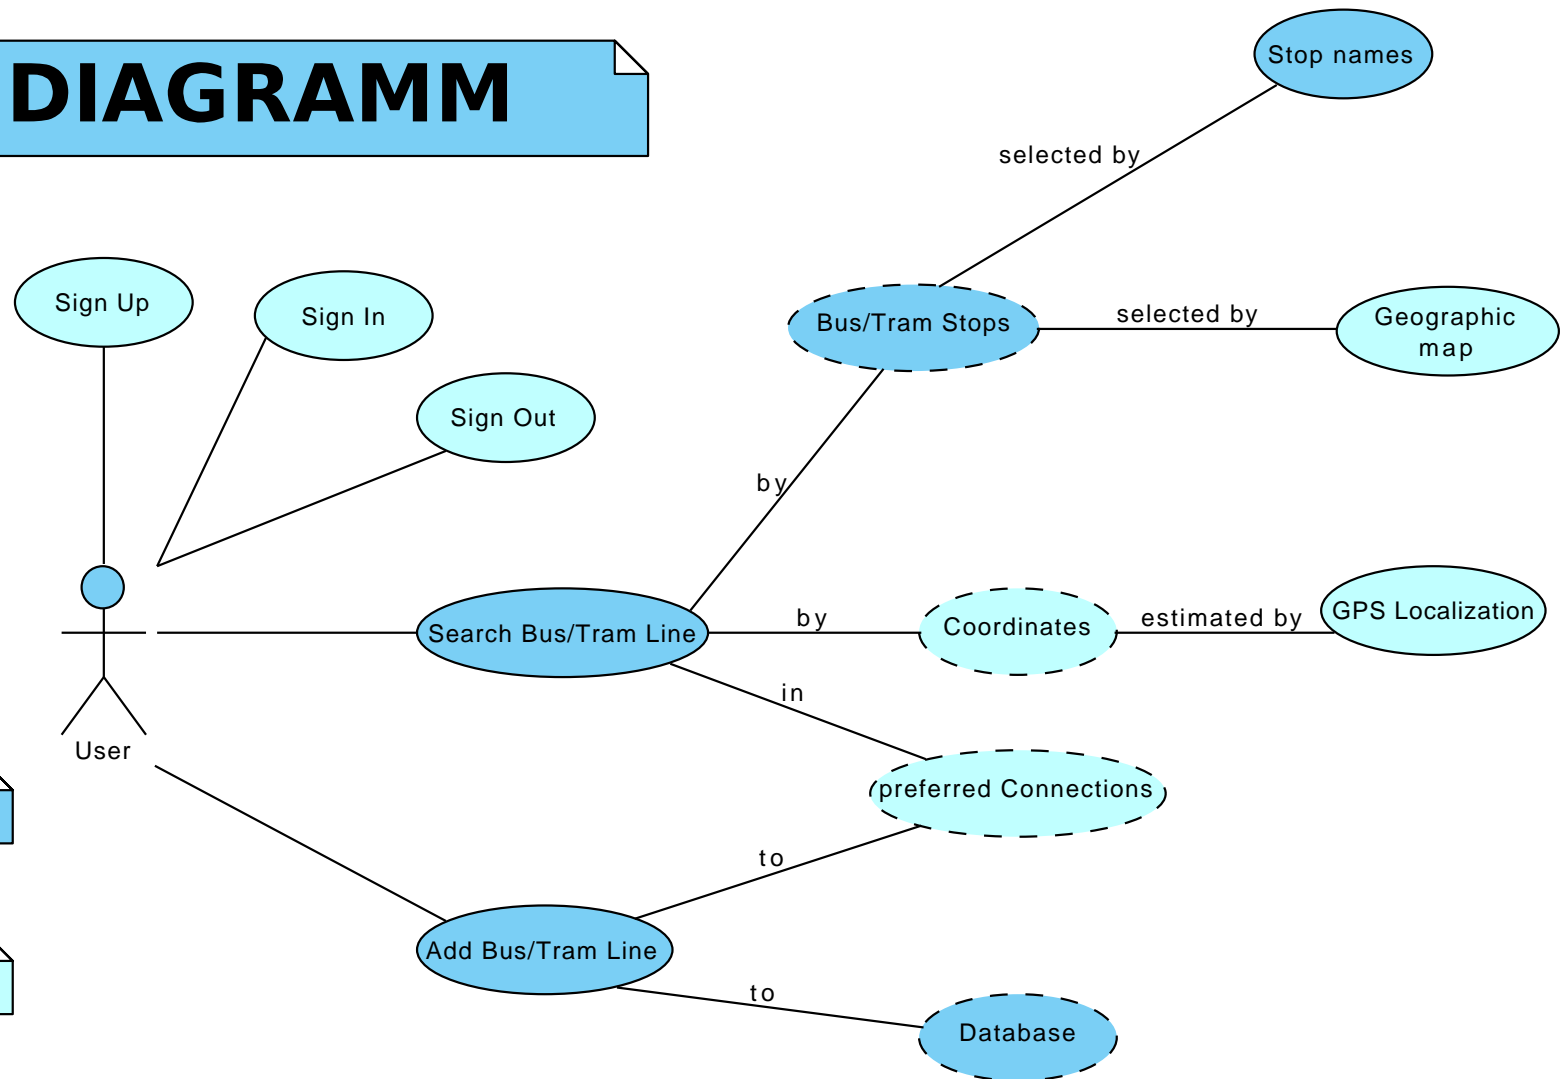 DIAGRAMM
Stop names
selected by
Sign Up
Sign In
Bus/Tram Stops
selected by
Geographic
map
Sign Out
by
Search Bus/Tram Line
by
Coordinates
estimated by
GPS Localization
in
User
preferred Connections
to
Add Bus/Tram Line
to
Database